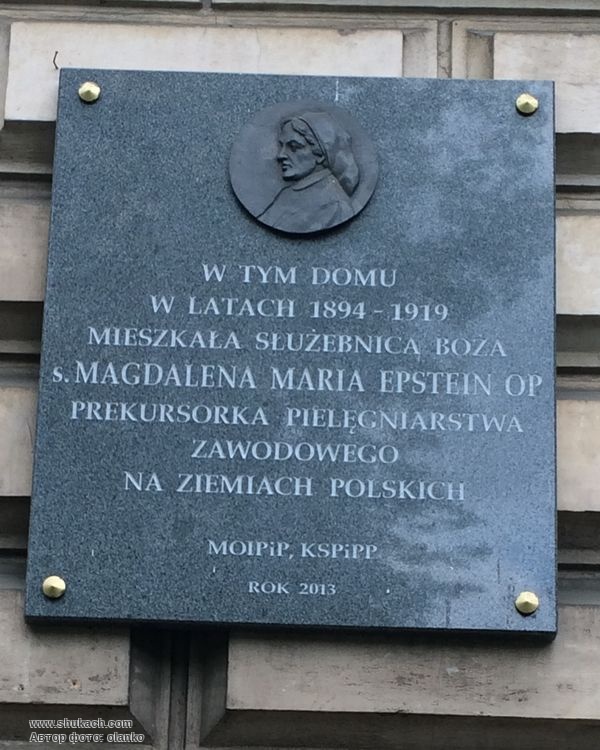 W TYM DOMU
W LATACH 1894 - 1919
MIESZKAŁA SŁUŻEBNICA BOŻA
s. MAGDALENA MARIA EPSTEIN OP
PREKURSORKA PIELĘGNIARSTWA
ZAWODOWEGO
NA ZIEMIACH POLSKICH
MOIPiP, KSPiPP
ROK 2013
www.shukach.com
Автор фото: olanko